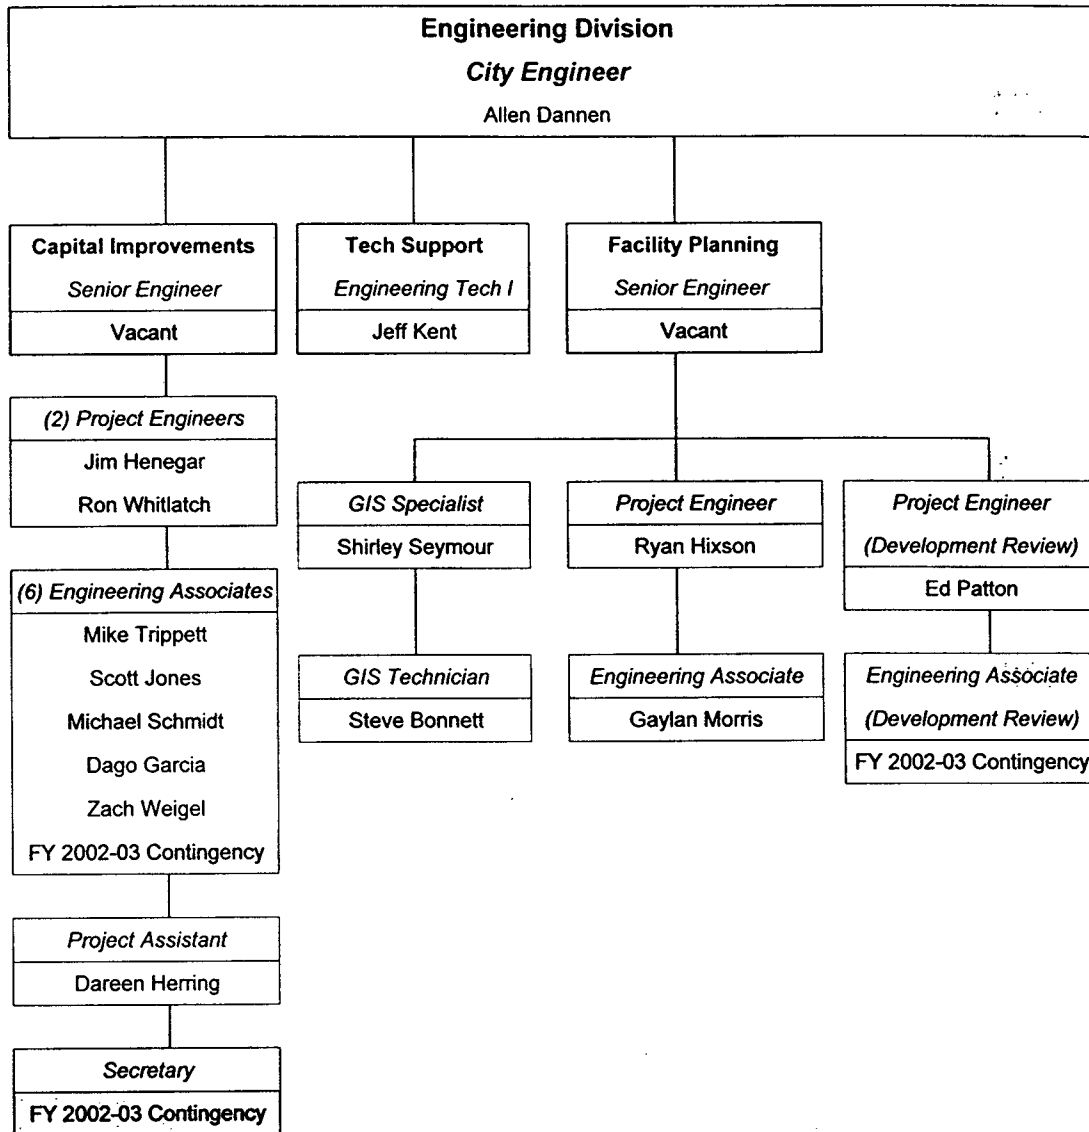 Engineering Division
City Engineer
Allen Dannen
Capital Improvements
Senior Engineer
Vacant
Tech Support
Engineering Tech I
Jeff Kent
Facility Planning
Senior Engineer
Vacant
(2) Project Engineers
Jim Henegar
Ron Whitlatch
(6) Engineering Associates
Mike Trippett
Scott Jones
Michael Schmidt
Dago Garcia
Zach Weigel
FY 2002-03 Contingency
Project Assistant
Dareen Herring
Secretary
FY 2002-03 Contingency
GIS Specialist
Shirley Seymour
GIS Technician
Steve Bonnett
Project Engineer
Ryan Hixson
Engineering Associate
Gaylan Morris
Project Engineer
(Development Review)
Ed Patton
Engineering Associate
(Development Review)
FY 2002-03 Contingency